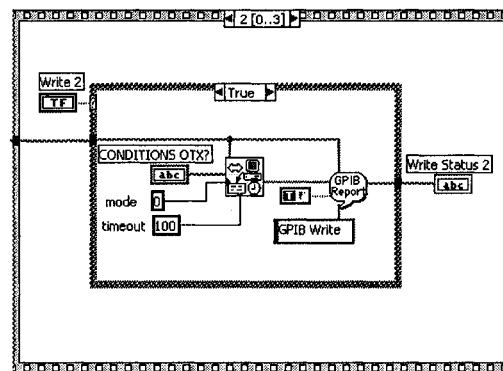 2 [0..3]
Write 2
TF
True
CONDITIONS OTX?
abc
mode 0
timeout 100
T F
GPIB
Report
GPIB Write
Write Status 2
abc